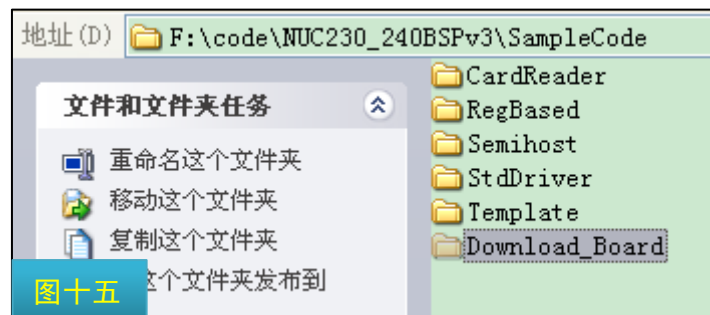 地址(D) F:\code\NUC230_240BSPv3\SampleCode
文件和文件夹任务
重命名这个文件夹
移动这个文件夹
复制这个文件夹
这个文件夹发布到
CardReader
RegBased
Semihost
StdDriver
Template
Download_Board
图十五